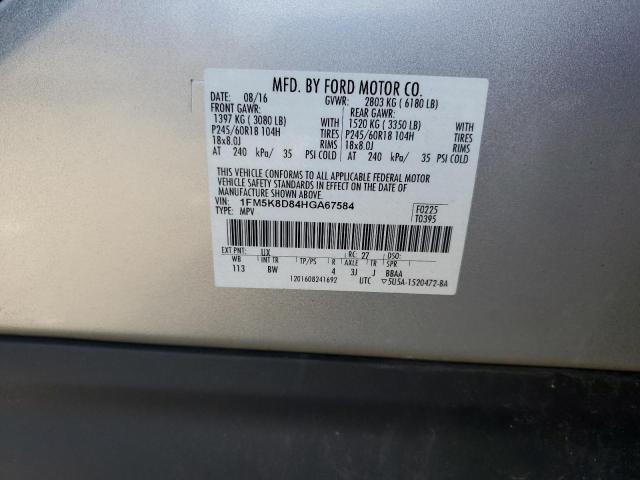 MFD. BY FORD MOTOR CO.
DATE: 08/16 GVWR: 2803 KG ( 6180 LB)
FRONT GAWR: REAR GAWR:
1397 KG ( 3080 LB) WITH 1520 KG ( 3350 LB) WITH
P245/60R18 104H TIRES P245/60R18 104H TIRES
18x8.0J RIMS 18x8.0J RIMS
AT 240 kPa/ 35 PSI COLD AT 240 kPa/ 35 PSI COLD
THIS VEHICLE CONFORMS TO ALL APPLICABLE FEDERAL MOTOR
VEHICLE SAFETY STANDARDS IN EFFECT ON THE DATE OF
MANUFACTURE SHOWN ABOVE.
VIN: 1FM5K8D84HGA67584 F0225
TYPE: MPV T0395
EXT PNT: UX RC: 27 DSO:
WB INT TR TP/PS R AXLE TR SPR
113 BW 4 3J J BBAA
1201608241692 UTC ▽5U5A-1520472-BA